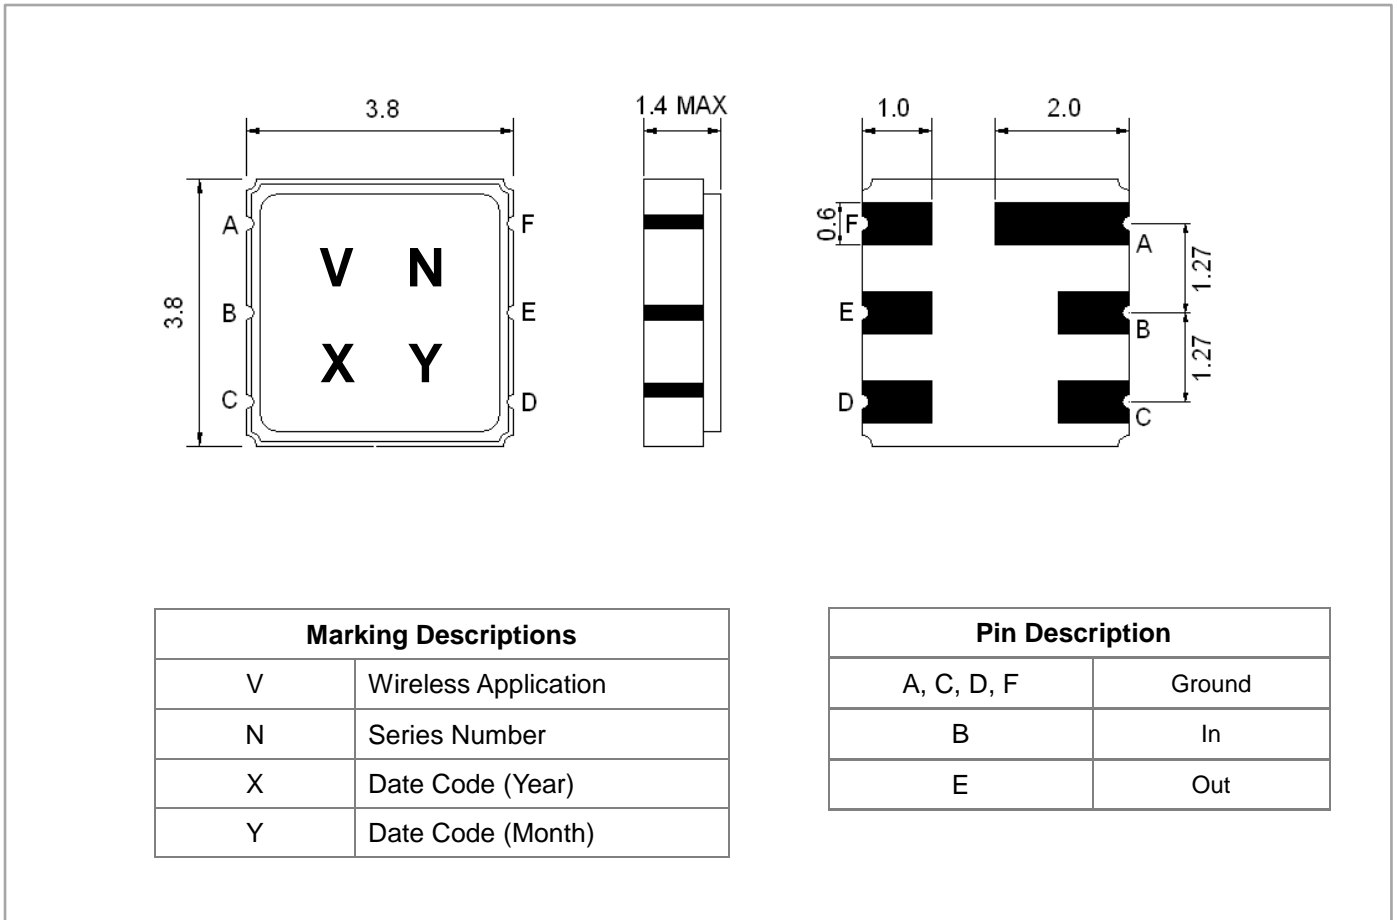 3.8
1.4 MAX
1.0
2.0
3.8
A
B
C
V N
X Y
F
E
D
0.6
F
E
D
A
B
C
1.27
1.27
Marking Descriptions
V Wireless Application
N Series Number
X Date Code (Year)
Y Date Code (Month)
Pin Description
A, C, D, F Ground
B In
E Out